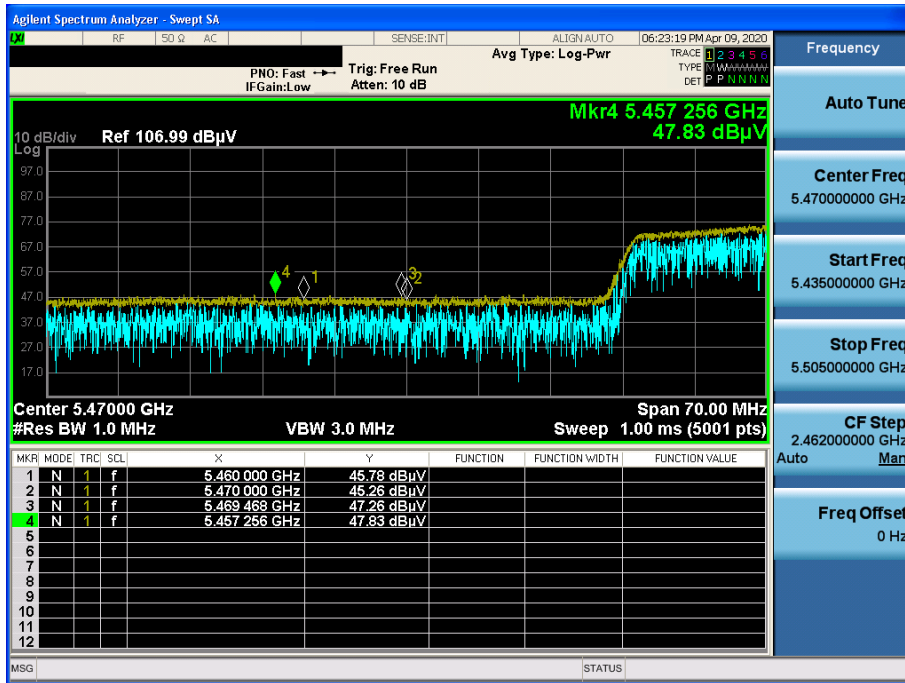 Agilent Spectrum Analyzer - Swept SA
LXI RF 50 Ω AC SENSE:INT ALIGN AUTO 06:23:19 PM Apr 09, 2020
Frequency
PNO: Fast
IFGain:Low
Trig: Free Run
Atten: 10 dB
Avg Type: Log-Pwr
TRACE 1 2 3 4 5 6
TYPE M W W W W W
DET P P N N N N
Auto Tune
Mkr4 5.457 256 GHz
47.83 dBµV
10 dB/div Ref 106.99 dBµV
Log
97.0
87.0
77.0
67.0
57.0
47.0
37.0
27.0
17.0
4 1 3 2
Center Freq
5.470000000 GHz
Start Freq
5.435000000 GHz
Stop Freq
5.505000000 GHz
Center 5.47000 GHz Span 70.00 MHz
#Res BW 1.0 MHz VBW 3.0 MHz Sweep 1.00 ms (5001 pts)
CF Step
2.462000000 GHz
Auto Man
Freq Offset
0 Hz
MKR MODE TRC SCL X Y FUNCTION FUNCTION WIDTH FUNCTION VALUE
1 N 1 f 5.460 000 GHz 45.78 dBµV
2 N 1 f 5.470 000 GHz 45.26 dBµV
3 N 1 f 5.469 468 GHz 47.26 dBµV
4 N 1 f 5.457 256 GHz 47.83 dBµV
5
6
7
8
9
10
11
12
MSG STATUS